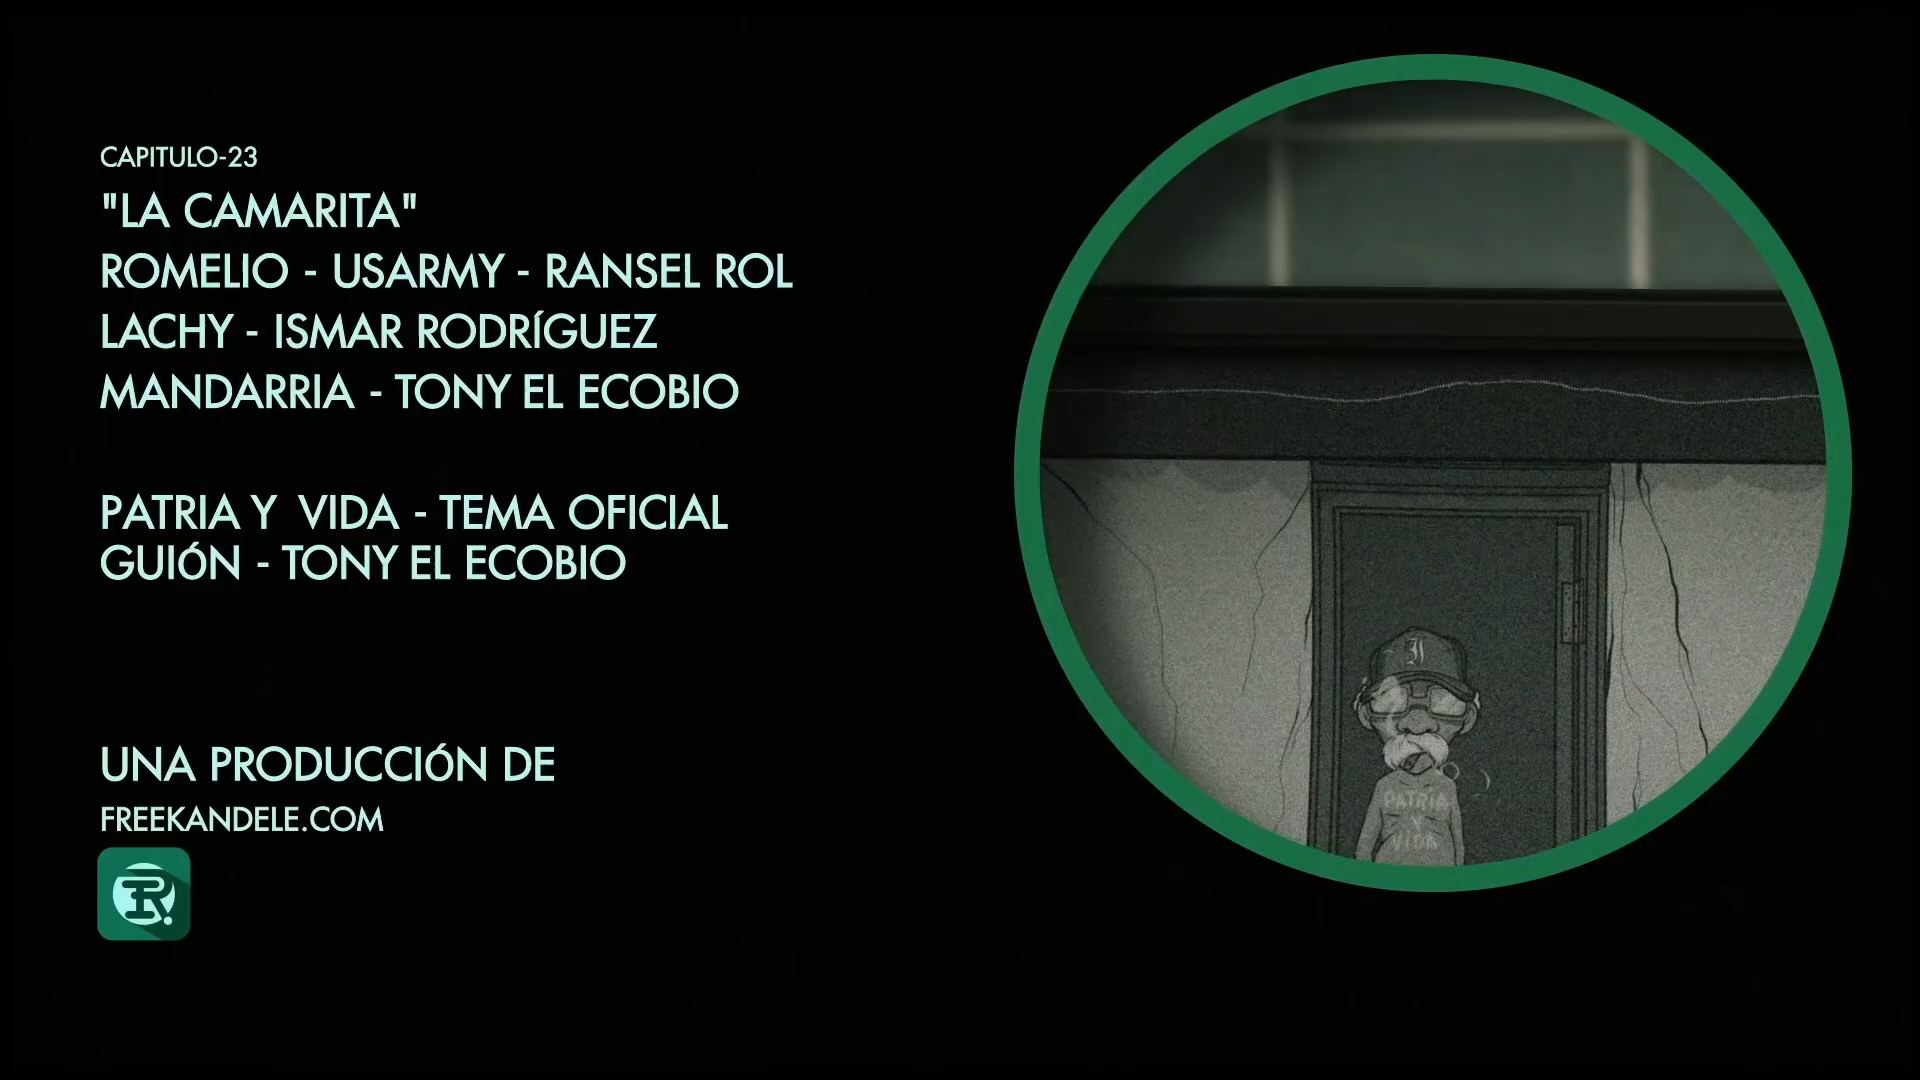 CAPITULO-23
"LA CAMARITA"
ROMELIO - USARMY - RANSEL ROL
LACHY - ISMAR RODRÍGUEZ
MANDARRIA - TONY EL ECOBIO
PATRIA Y VIDA - TEMA OFICIAL
GUIÓN - TONY EL ECOBIO
UNA PRODUCCIÓN DE
FREEKANDELE.COM
R.
PATRIA
Y
VIDA